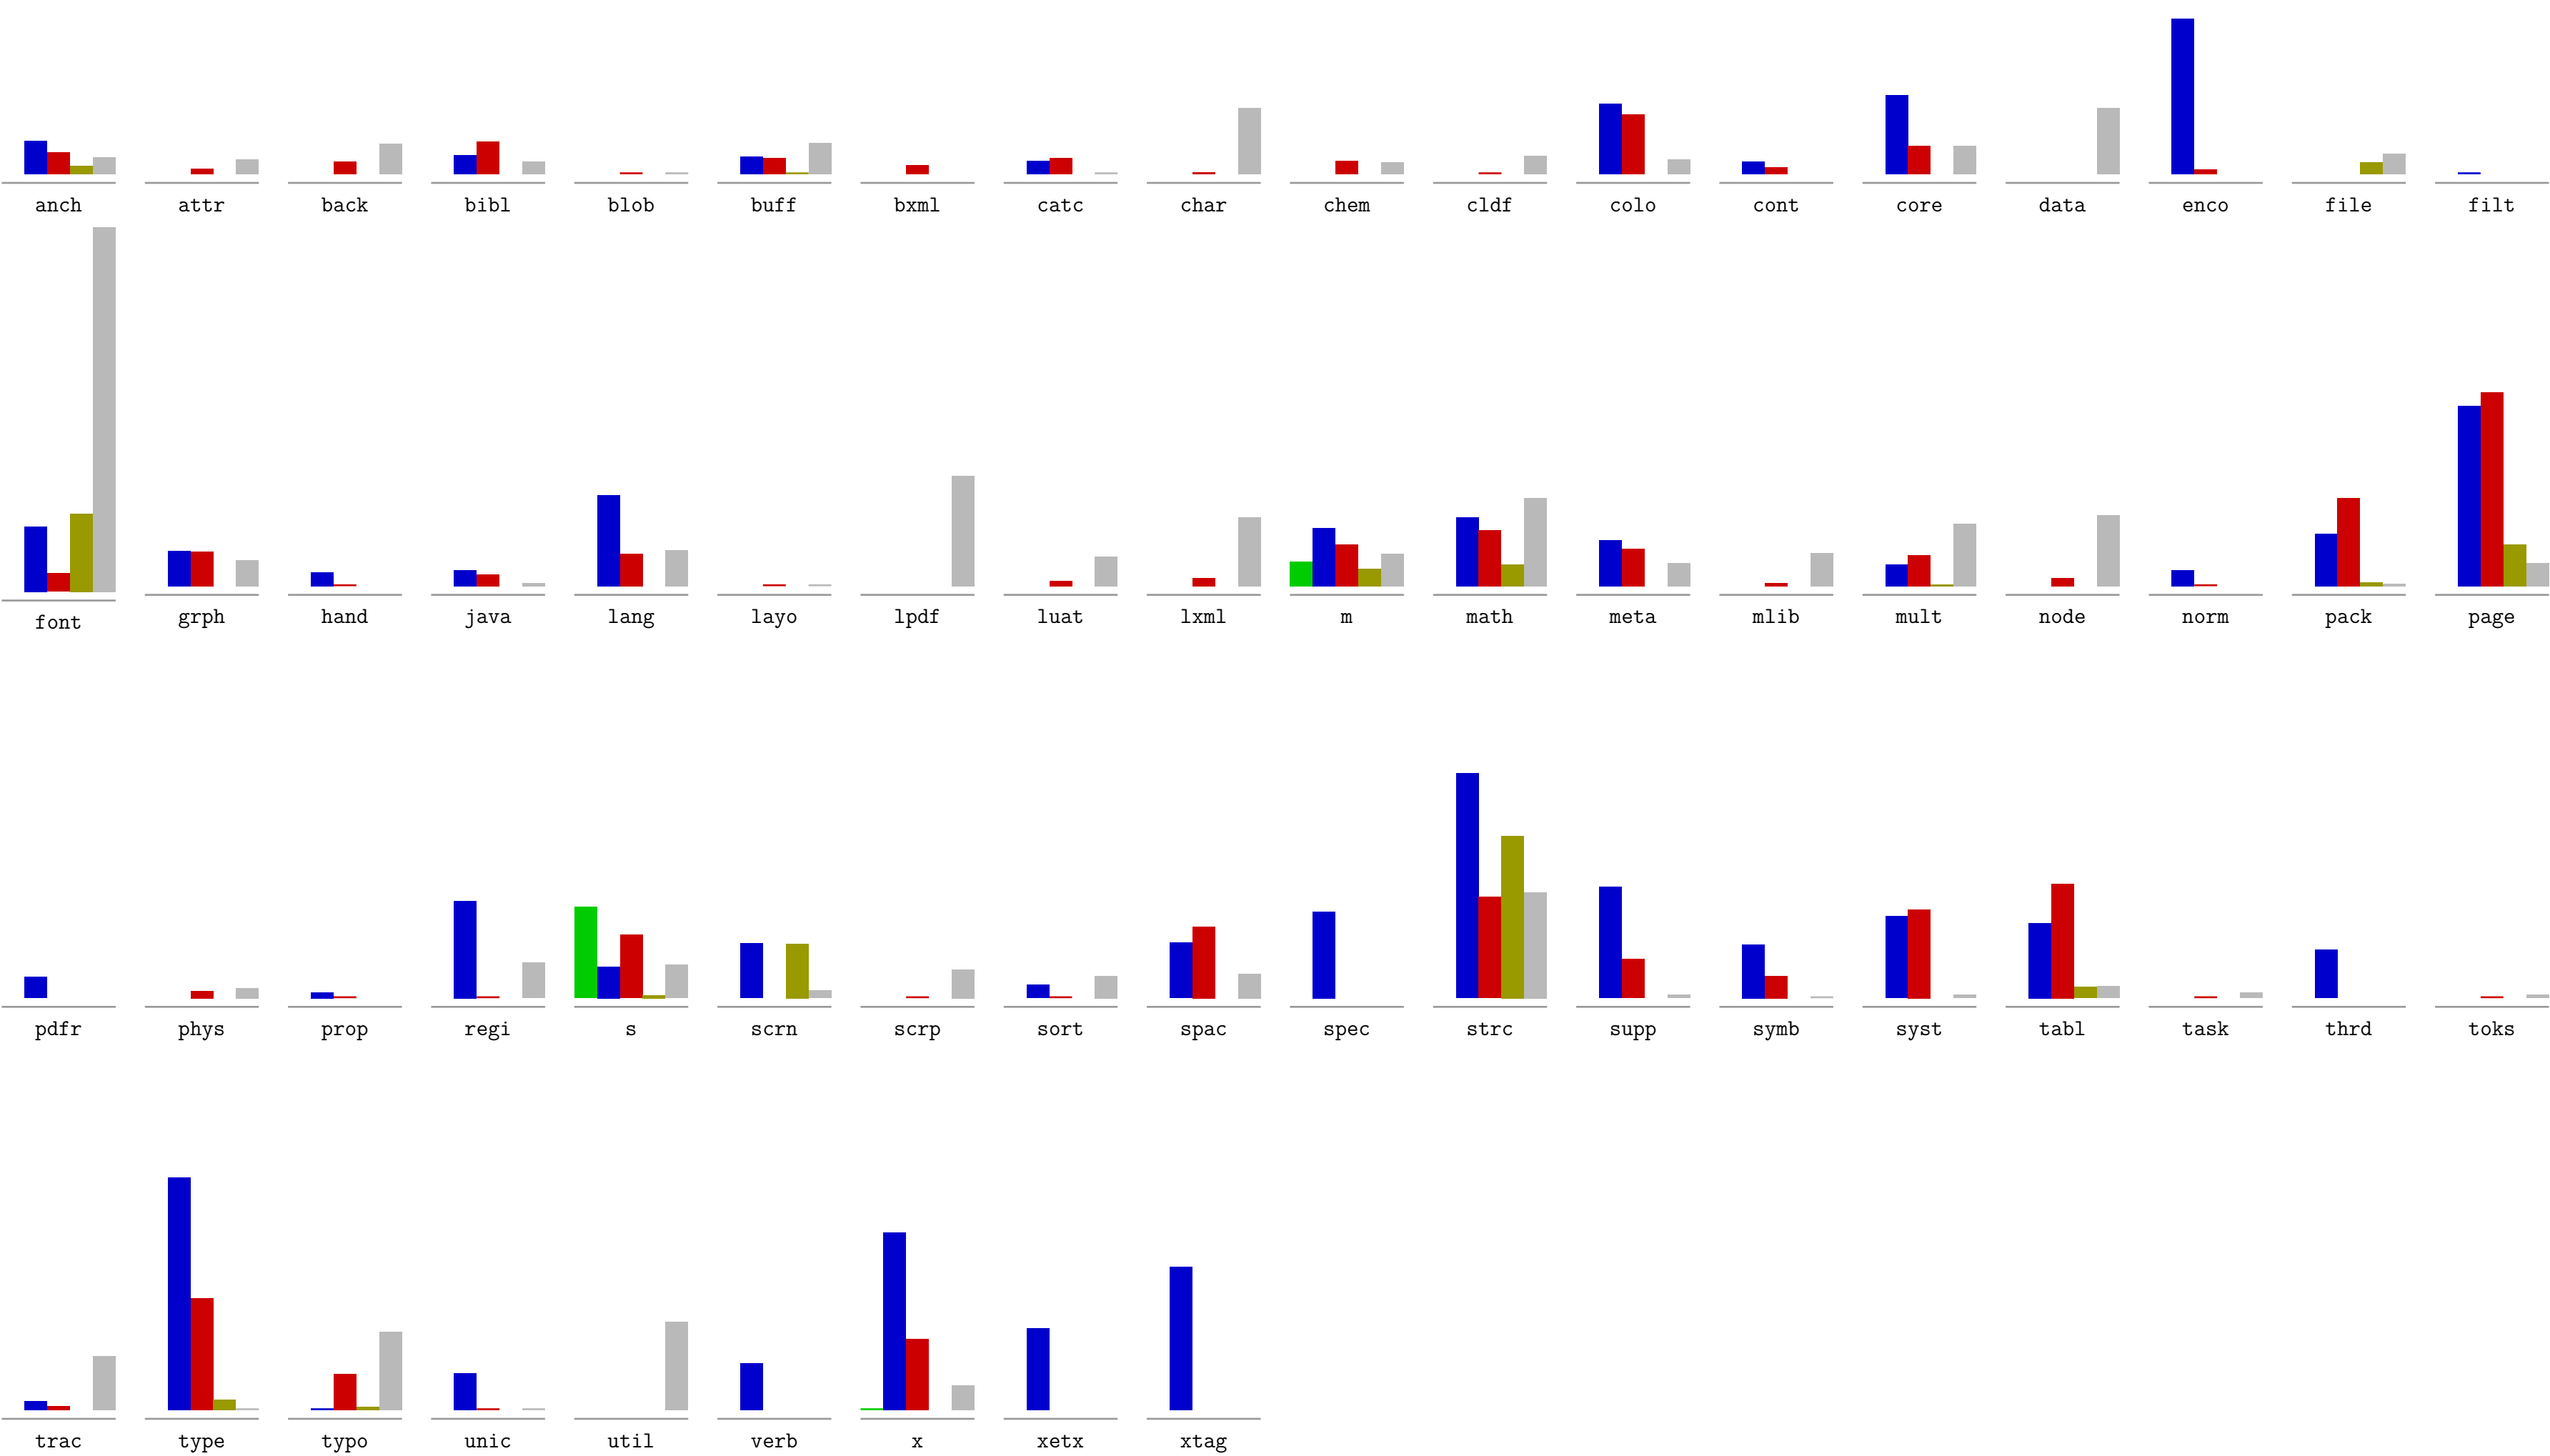 anch attr back bibl blob buff bxml catc char chem cldf colo cont core data enco file filt
font grph hand java lang layo lpdf luat lxml m math meta mlib mult node norm pack page
pdfr phys prop regi s scrn scrp sort spac spec strc supp symb syst tabl task thrd toks
trac type typo unic util verb x xetx xtag